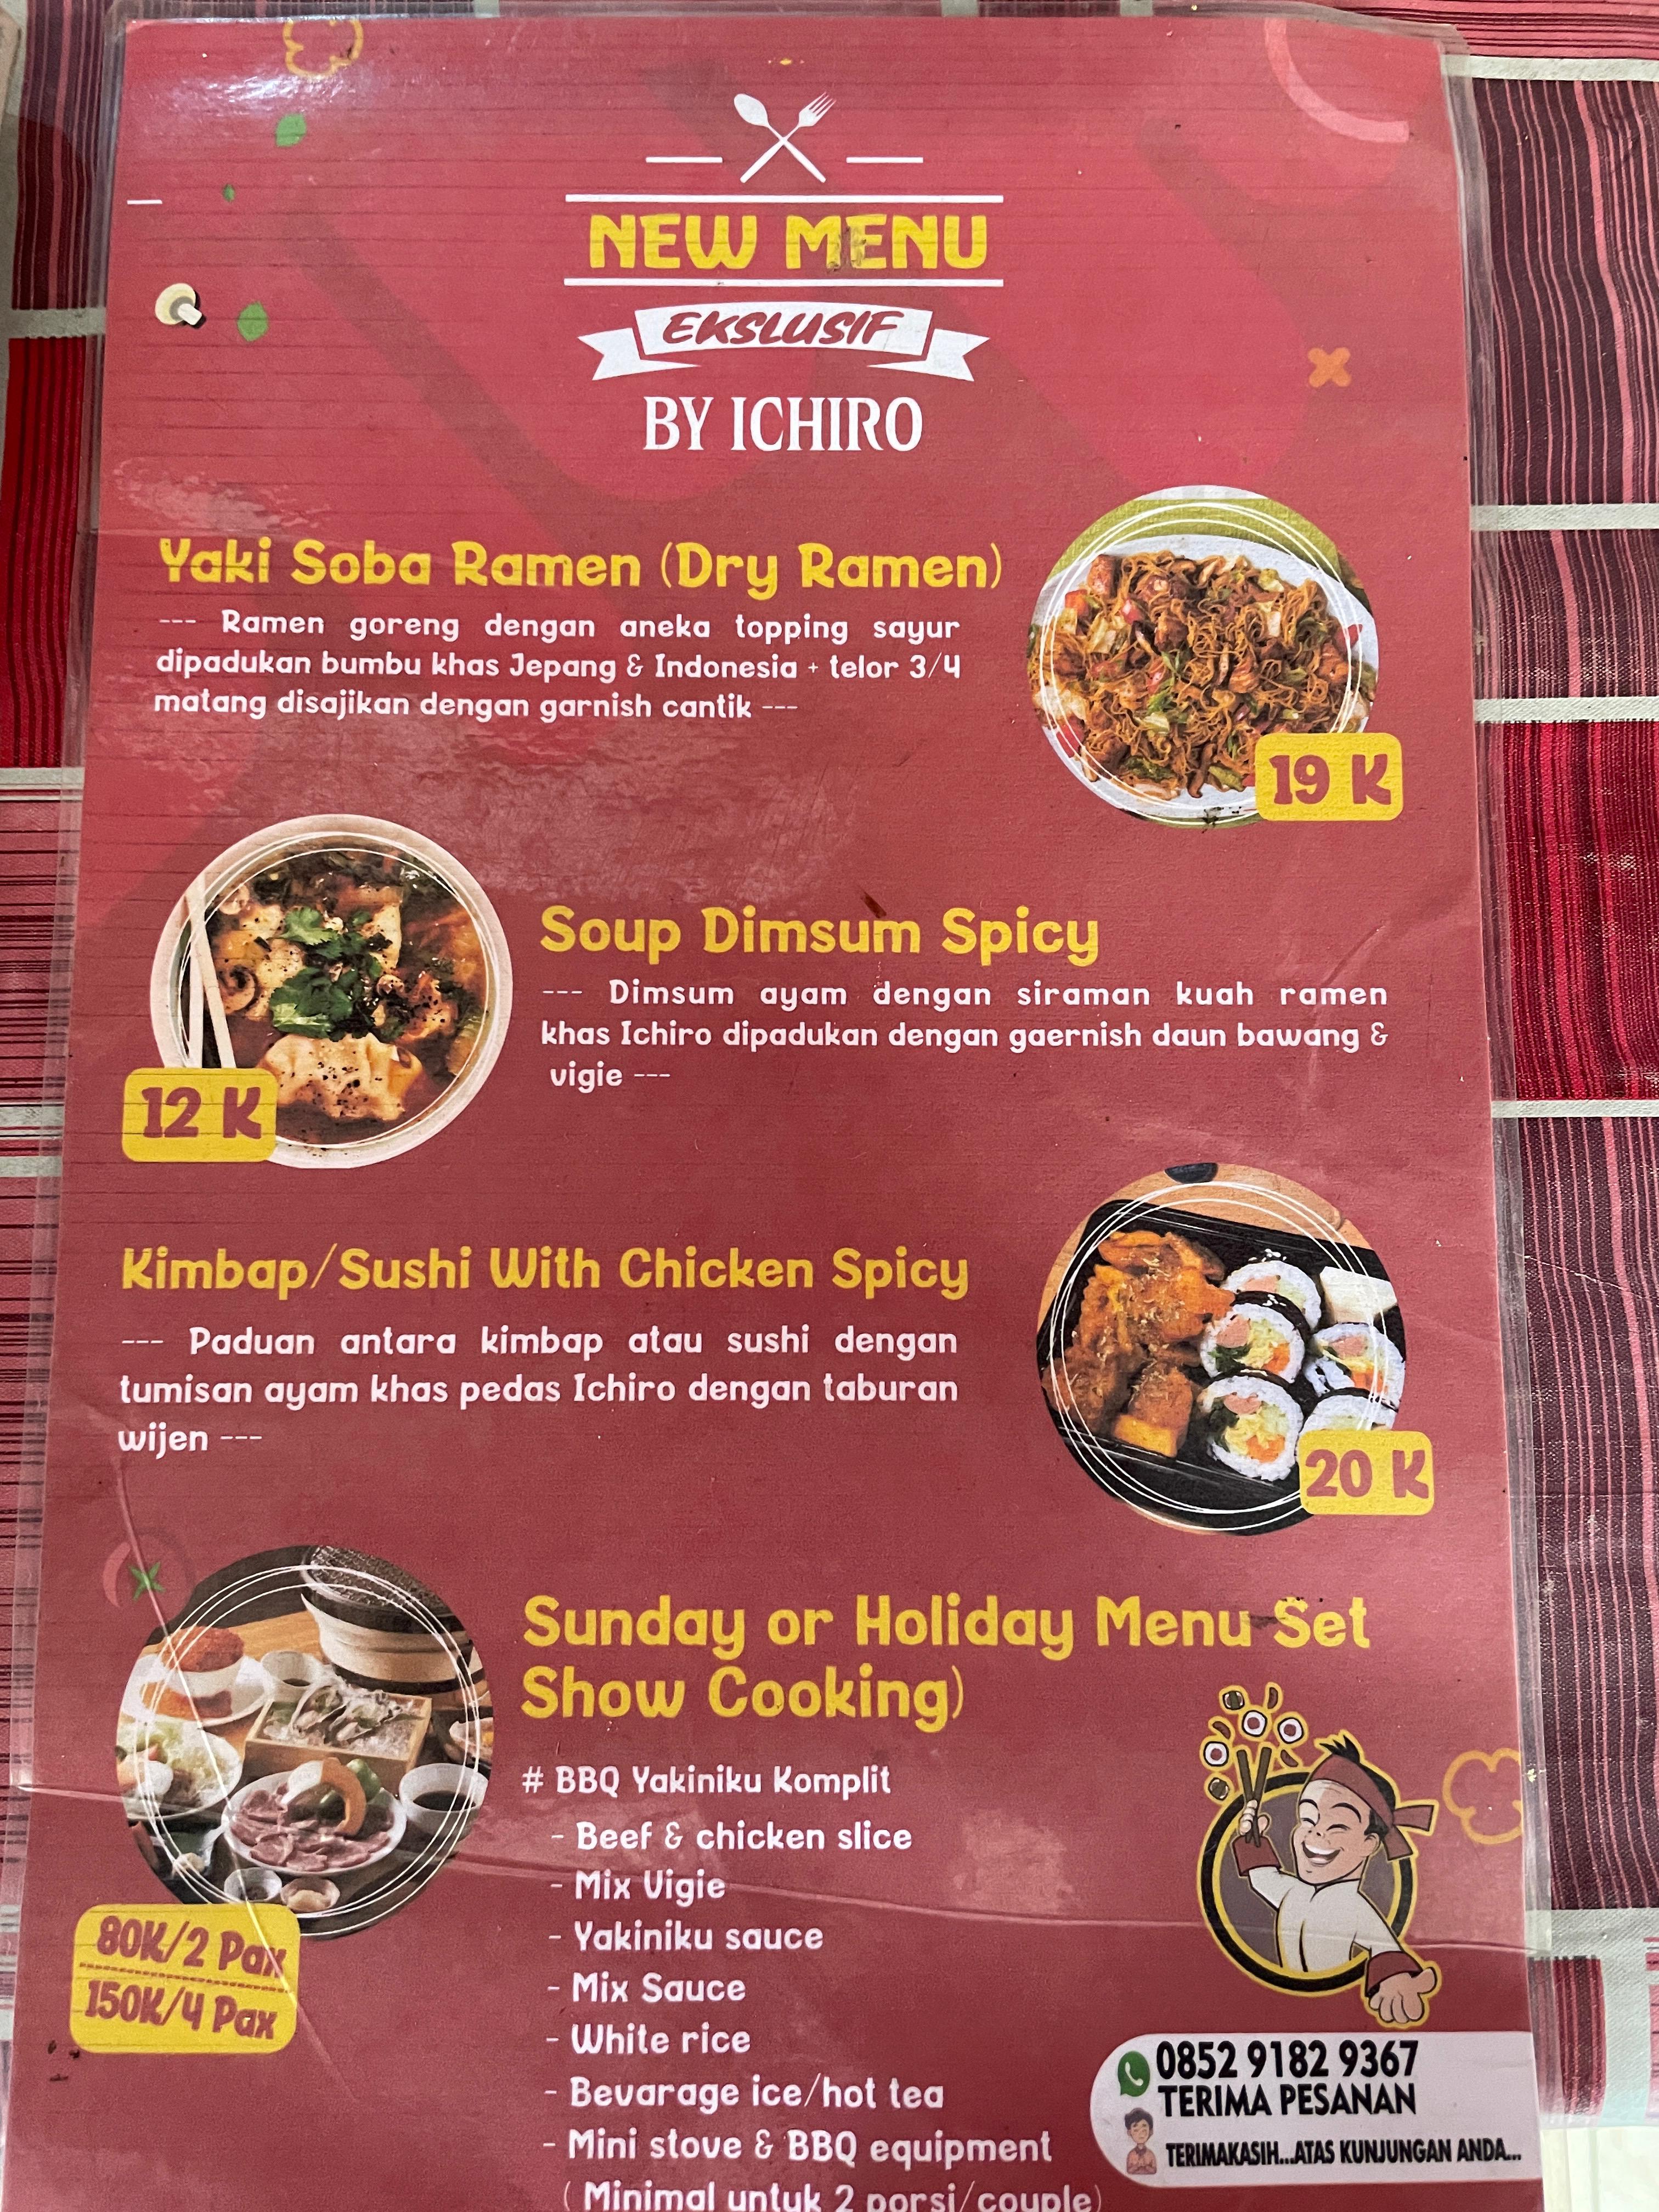 NEW MENU
EKSLUSIF
BY ICHIRO
Yaki Soba Ramen (Dry Ramen)
--- Ramen goreng dengan aneka topping sayur
dipadukan bumbu khas Jepang & Indonesia + telor 3/4
matang disajikan dengan garnish cantik ---
19 K
Soup Dimsum Spicy
--- Dimsum ayam dengan siraman kuah ramen
khas Ichiro dipadukan dengan gaernish daun bawang &
vigie ---
12 K
Kimbap/Sushi With Chicken Spicy
--- Paduan antara kimbap atau sushi dengan
tumisan ayam khas pedas Ichiro dengan taburan
wijen ---
20 K
Sunday or Holiday Menu Set
Show Cooking)
# BBQ Yakiniku Komplit
- Beef & chicken slice
- Mix Vigie
- Yakiniku sauce
- Mix Sauce
- White rice
- Bevarage ice/hot tea
- Mini stove & BBQ equipment
( Minimal untuk 2 porsi/couple)
80K/2 Pax
150K/4 Pax
0852 9182 9367
TERIMA PESANAN
TERIMAKASIH...ATAS KUNJUNGAN ANDA...